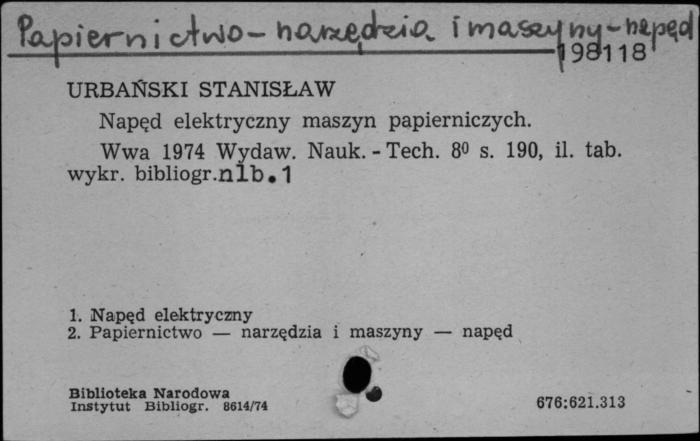 Papiernictwo – narzędzia i maszyny – napęd
198118
URBAŃSKI STANISŁAW
Napęd elektryczny maszyn papierniczych.
Wwa 1974 Wydaw. Nauk. - Tech. 8⁰ s. 190, il. tab.
wykr. bibliogr.nlb.1
1. Napęd elektryczny
2. Papiernictwo — narzędzia i maszyny — napęd
Biblioteka Narodowa
Instytut Bibliogr. 8614/74
676:621.313